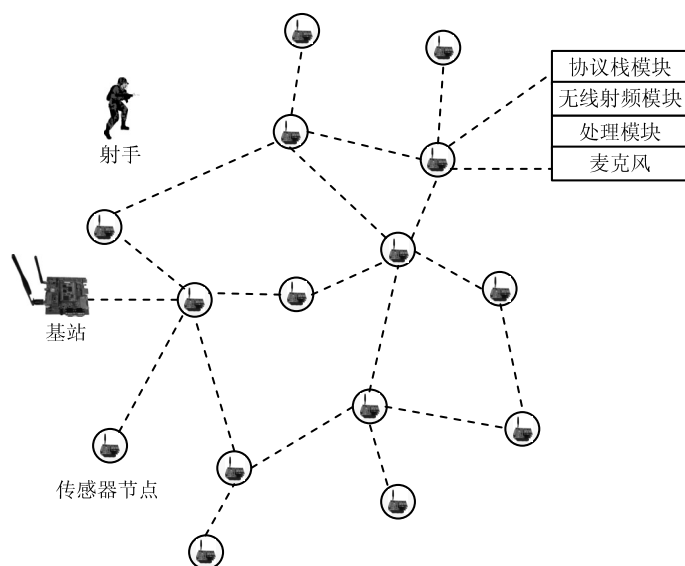 协议栈模块
无线射频模块
处理模块
麦克风
射手
基站
传感器节点